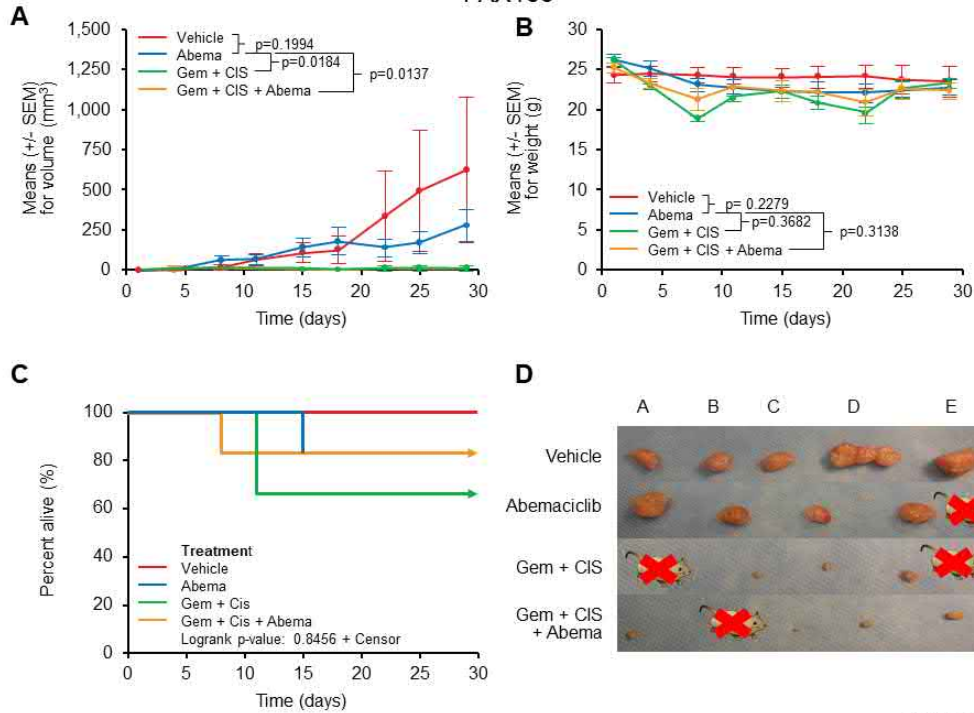 A
1,500
1,250
1,000
750
500
250
0
0 5 10 15 20 25 30
Means (+/- SEM)
for volume (mm³)
Time (days)
Vehicle
Abema
Gem + CIS
Gem + CIS + Abema
p=0.1994
p=0.0184
p=0.0137
B
30
25
20
15
10
5
0
0 5 10 15 20 25 30
Means (+/- SEM)
for weight (g)
Time (days)
Vehicle
Abema
Gem + CIS
Gem + CIS + Abema
p= 0.2279
p=0.3682
p=0.3138
C
100
80
60
40
20
0
0 5 10 15 20 25 30
Percent alive (%)
Time (days)
Treatment
Vehicle
Abema
Gem + Cis
Gem + Cis + Abema
Logrank p-value: 0.8456 + Censor
D
A B C D E
Vehicle
Abemaciclib
Gem + CIS
Gem + CIS
+ Abema